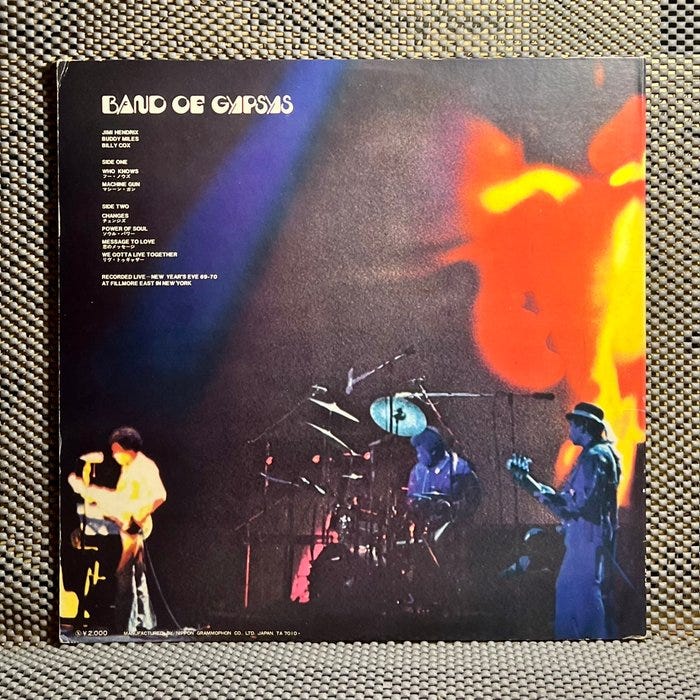 BAND OF GYPSYS
JIMI HENDRIX
BUDDY MILES
BILLY COX
SIDE ONE
WHO KNOWS
フー・ノウズ
MACHINE GUN
マシーン・ガン
SIDE TWO
CHANGES
チェンジズ
POWER OF SOUL
ソウル・パワー
MESSAGE TO LOVE
恋のメッセージ
WE GOTTA LIVE TOGETHER
リヴ・トゥギャザー
RECORDED LIVE—NEW YEAR'S EVE 69-70
AT FILLMORE EAST IN NEW YORK
Ⓢ ¥2,000 MANUFACTURED BY NIPPON GRAMMOPHON CO., LTD. JAPAN. TA 7010-